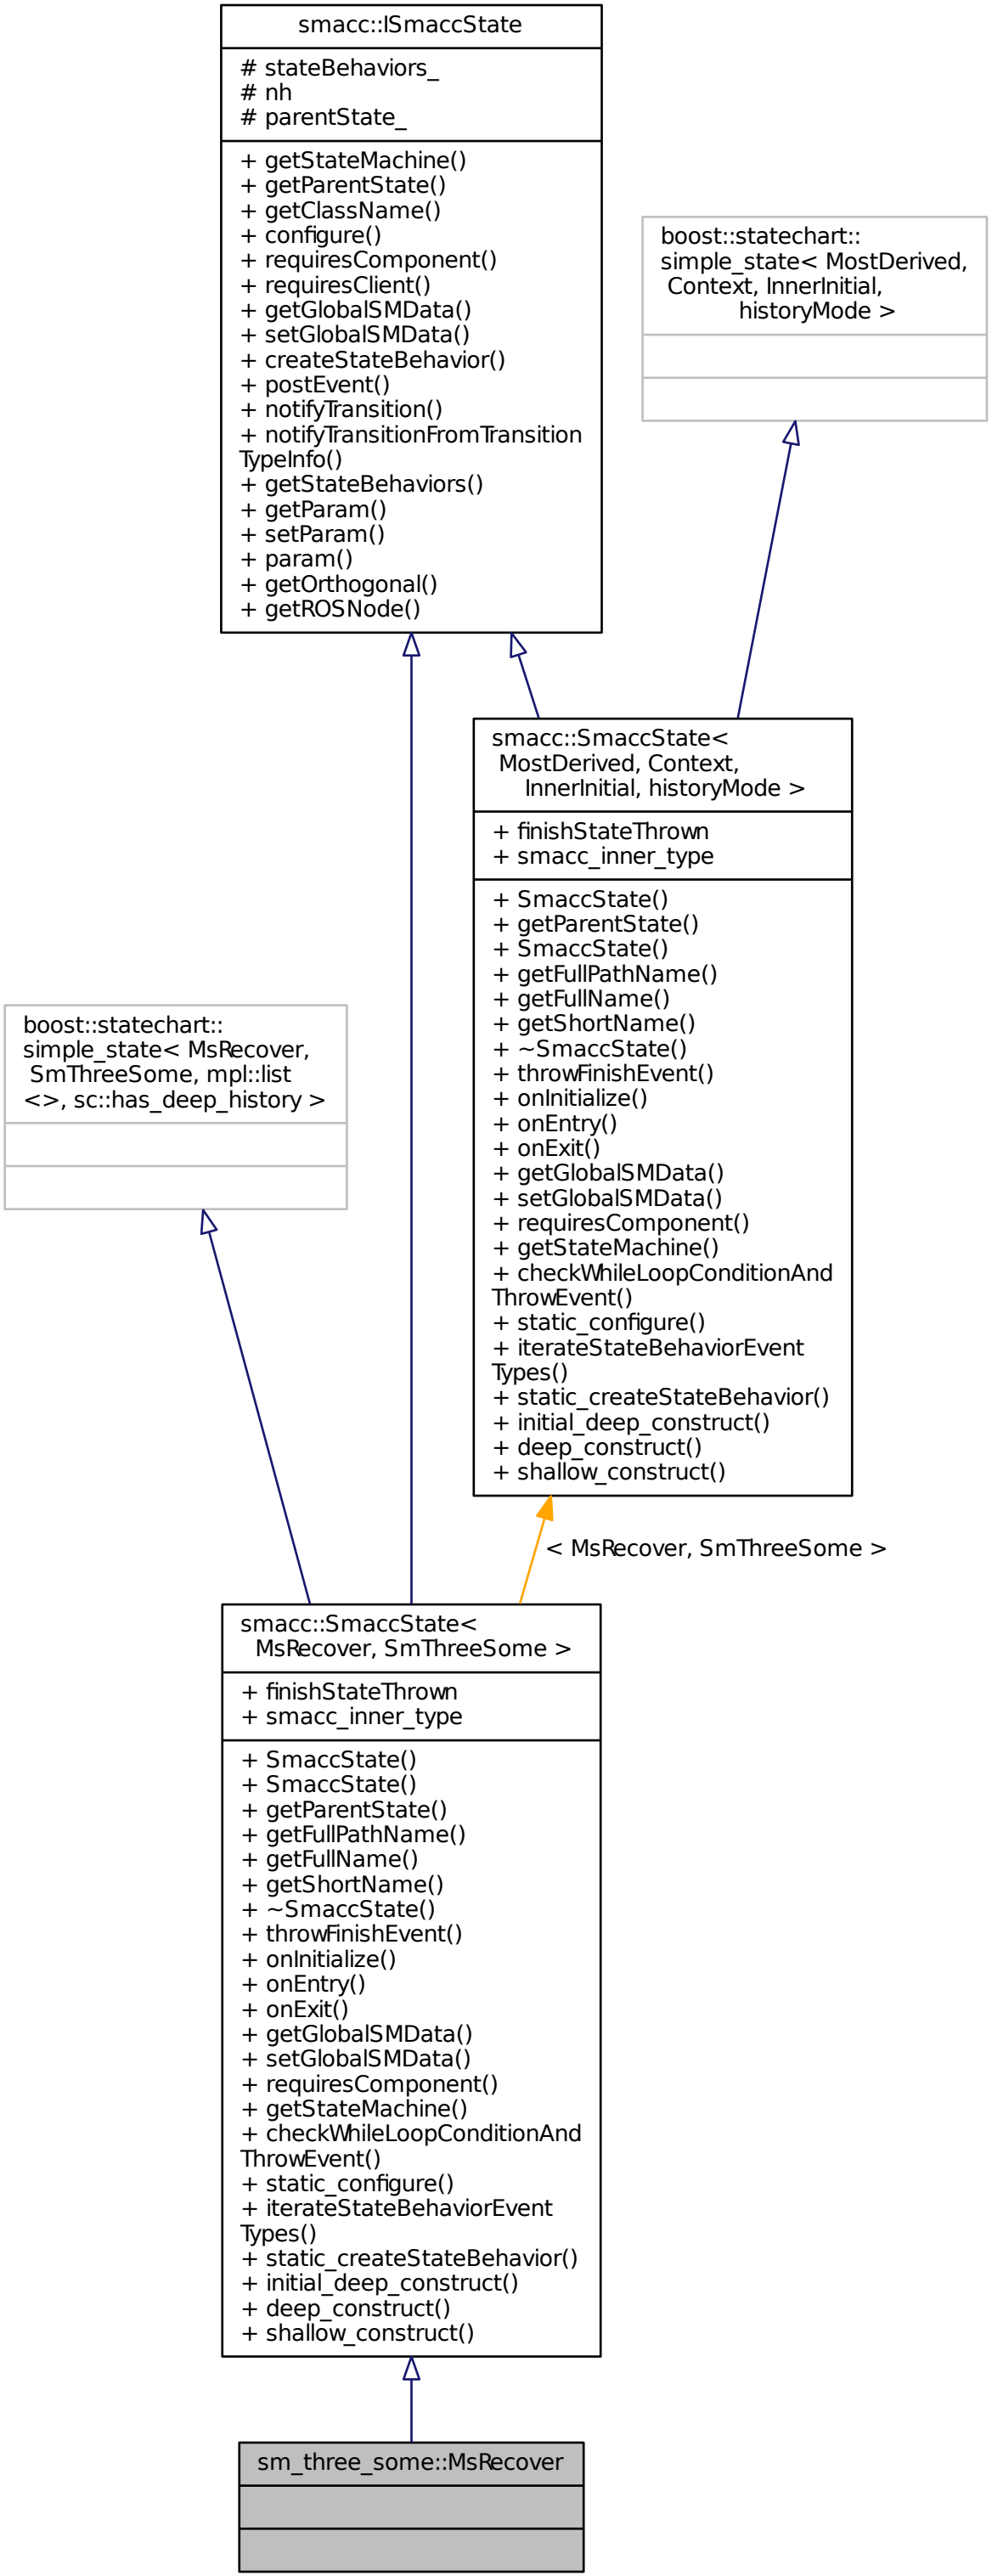 smacc::ISmaccState
# stateBehaviors_
# nh
# parentState_
+ getStateMachine()
+ getParentState()
+ getClassName()
+ configure()
+ requiresComponent()
+ requiresClient()
+ getGlobalSMData()
+ setGlobalSMData()
+ createStateBehavior()
+ postEvent()
+ notifyTransition()
+ notifyTransitionFromTransition
TypeInfo()
+ getStateBehaviors()
+ getParam()
+ setParam()
+ param()
+ getOrthogonal()
+ getROSNode()
boost::statechart::
simple_state< MostDerived,
Context, InnerInitial,
historyMode >
smacc::SmaccState<
MostDerived, Context,
InnerInitial, historyMode >
+ finishStateThrown
+ smacc_inner_type
+ SmaccState()
+ getParentState()
+ SmaccState()
+ getFullPathName()
+ getFullName()
+ getShortName()
+ ~SmaccState()
+ throwFinishEvent()
+ onInitialize()
+ onEntry()
+ onExit()
+ getGlobalSMData()
+ setGlobalSMData()
+ requiresComponent()
+ getStateMachine()
+ checkWhileLoopConditionAnd
ThrowEvent()
+ static_configure()
+ iterateStateBehaviorEvent
Types()
+ static_createStateBehavior()
+ initial_deep_construct()
+ deep_construct()
+ shallow_construct()
boost::statechart::
simple_state< MsRecover,
SmThreeSome, mpl::list
<>, sc::has_deep_history >
< MsRecover, SmThreeSome >
smacc::SmaccState<
MsRecover, SmThreeSome >
+ finishStateThrown
+ smacc_inner_type
+ SmaccState()
+ SmaccState()
+ getParentState()
+ getFullPathName()
+ getFullName()
+ getShortName()
+ ~SmaccState()
+ throwFinishEvent()
+ onInitialize()
+ onEntry()
+ onExit()
+ getGlobalSMData()
+ setGlobalSMData()
+ requiresComponent()
+ getStateMachine()
+ checkWhileLoopConditionAnd
ThrowEvent()
+ static_configure()
+ iterateStateBehaviorEvent
Types()
+ static_createStateBehavior()
+ initial_deep_construct()
+ deep_construct()
+ shallow_construct()
sm_three_some::MsRecover